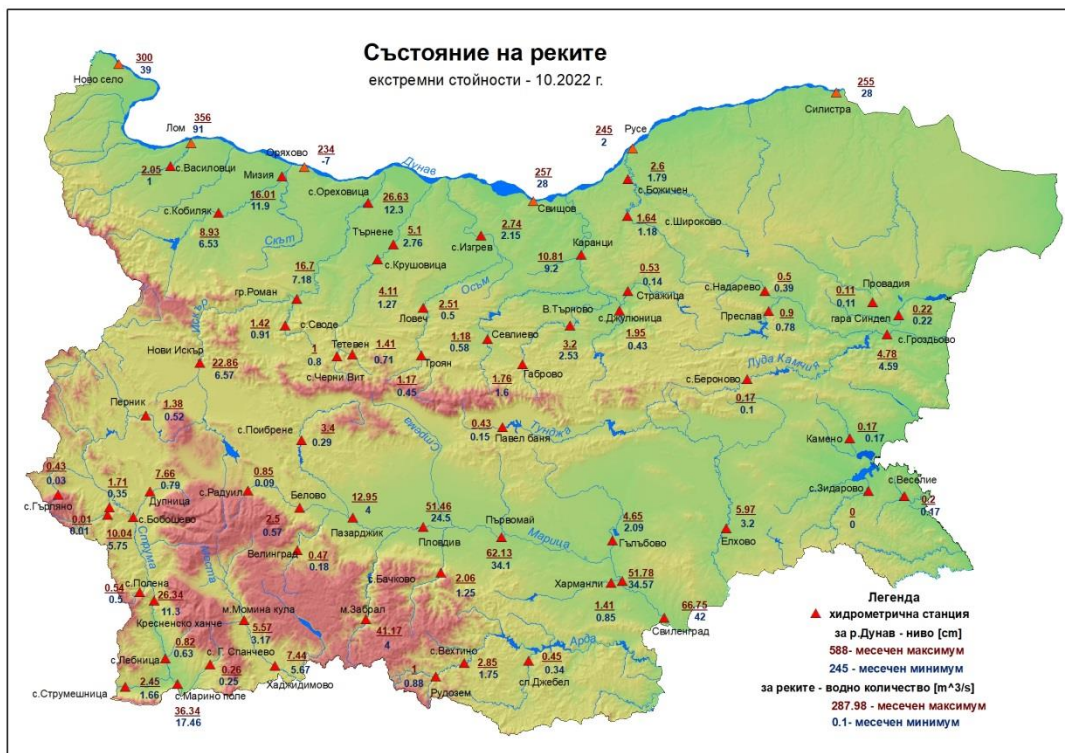 Състояние на реките
екстремни стойности - 10.2022 г.
300
39
Ново село
255
28
Силистра
356
91
Лом
245
2
Русе
234
-7
Оряхово
Дунав
257
28
Свищов
2.05
1
с.Василовци
Мизия
16.01
11.9
с.Ореховица
26.63
12.3
2.6
1.79
с.Божичен
с.Кобиляк
8.93
6.53
Скът
Търнене
5.1
2.76
с.Изгрев
2.74
2.15
1.64
1.18
с.Широково
с.Крушовица
4.11
1.27
Каранци
10.81
9.2
16.7
7.18
гр.Роман
Осъм
Искър
2.51
0.5
Ловеч
0.53
0.14
Стражица
с.Надарево
0.5
0.39
0.11
0.11
Провадия
1.42
0.91
с.Своде
Севлиево
1.18
0.58
В.Търново
3.2
2.53
с.Джулюница
1.95
0.43
Преслав
0.9
0.78
гара Синдел
0.22
0.22
с.Гроздьово
4.78
4.59
Нови Искър
22.86
6.57
Тетевен
1
0.8
1.41
0.71
с.Черни Вит
Троян
1.17
0.45
Габрово
1.76
1.6
Луда Камчия
с.Бероново
0.17
0.1
Перник
1.38
0.52
с.Поибрене
3.4
0.29
Стряма
0.43
0.15
Павел баня
Тунджа
0.17
0.17
Камено
0.43
0.03
с.Гърляно
1.71
0.35
7.66
0.79
Дупница
0.85
0.09
с.Радуил
Белово
2.5
0.57
12.95
4
Пазарджик
51.46
24.5
Пловдив
Първомай
62.13
34.1
Марица
4.65
2.09
Гълъбово
5.97
3.2
Елхово
с.Зидарово
0
0
с.Веселие
0.2
0.17
0.01
0.01
с.Бобошево
10.04
5.75
Струма
Места
Велинград
0.47
0.18
с.Бачково
2.06
1.25
Харманли
51.78
34.57
1.41
0.85
66.75
42
Свиленград
с.Полена
0.54
0.5
26.34
11.3
Кресненско ханче
м.Момина кула
5.57
3.17
м.Забрал
41.17
4
Арда
0.82
0.63
с.Лебница
с. Г. Спанчево
0.26
0.25
7.44
5.67
Хаджидимово
с.Вехтино
2.85
1.75
1
0.88
Рудозем
0.45
0.34
сп.Джебел
с.Струмешница
2.45
1.66
с.Марино поле
36.34
17.46
Легенда
хидрометрична станция
за р.Дунав - ниво [cm]
588- месечен максимум
245 - месечен минимум
за реките - водно количество [m^3/s]
287.98 - месечен максимум
0.1- месечен минимум